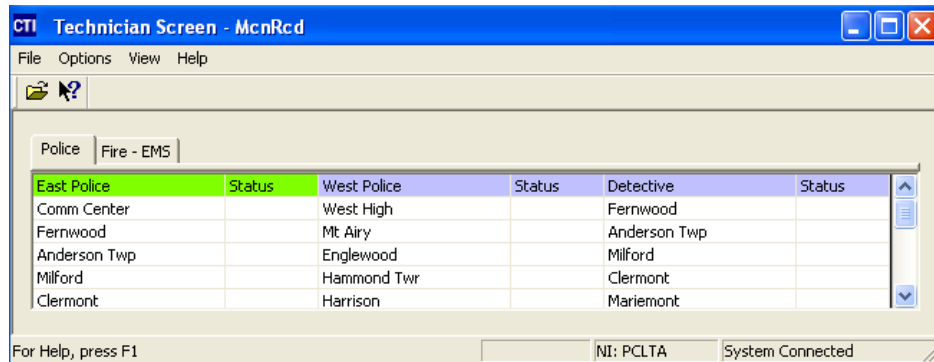 CTI Technician Screen - McnRcd
File Options View Help
Police Fire - EMS
East Police Status West Police Status Detective Status
Comm Center West High Fernwood
Fernwood Mt Airy Anderson Twp
Anderson Twp Englewood Milford
Milford Hammond Twr Clermont
Clermont Harrison Mariemont
For Help, press F1 NI: PCLTA System Connected